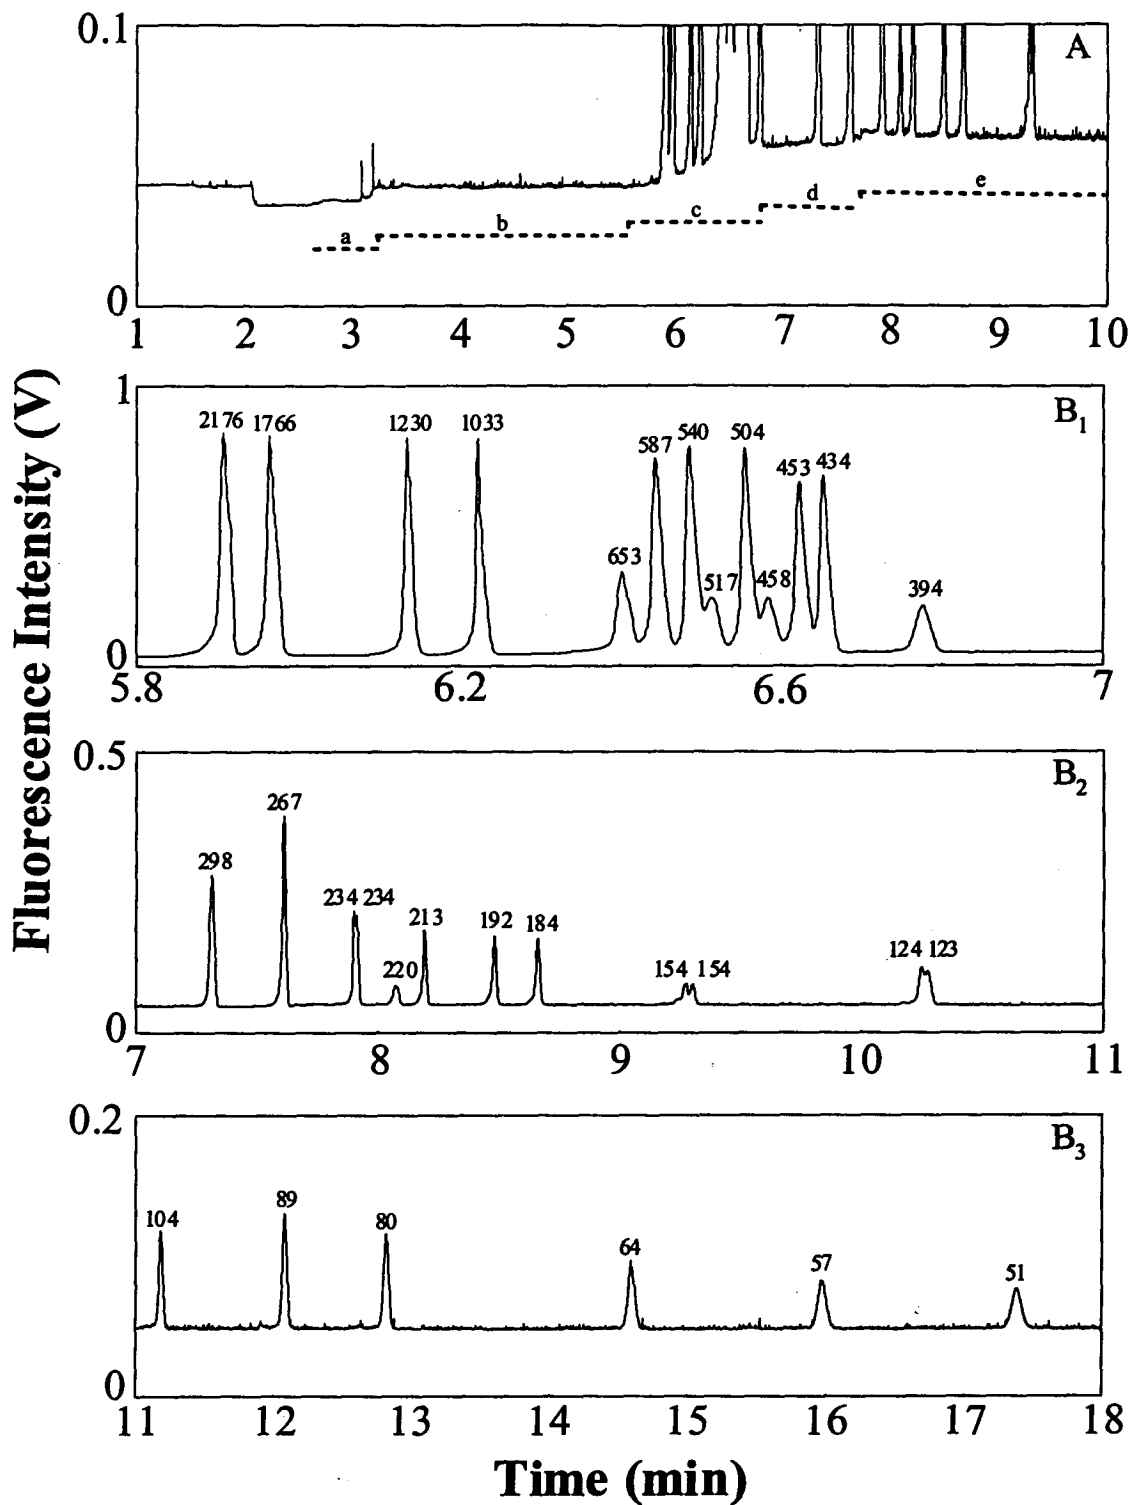 0.1
A
a
b
c
d
e
0
1 2 3 4 5 6 7 8 9 10
Fluorescence Intensity (V)
1
B1
2176 1766 1230 1033 587 540 504 453 434
653 517 458 394
0
5.8 6.2 6.6 7
0.5
B2
298 267 234 234 220 213 192 184 154 154 124 123
0
7 8 9 10 11
0.2
B3
104 89 80 64 57 51
0
11 12 13 14 15 16 17 18
Time (min)